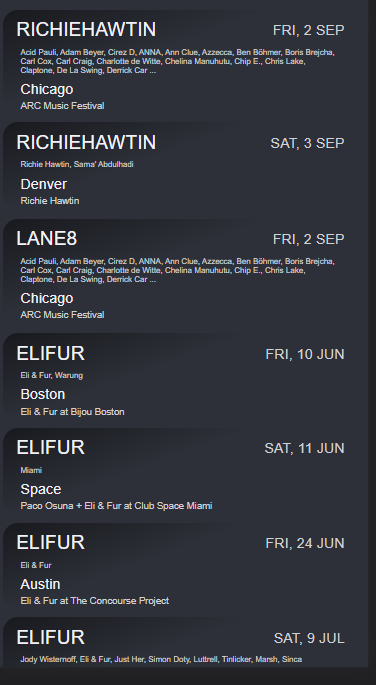 RICHIEHAWTIN FRI, 2 SEP
Acid Pauli, Adam Beyer, Cirez D, ANNA, Ann Clue, Azzecca, Ben Böhmer, Boris Brejcha,
Carl Cox, Carl Craig, Charlotte de Witte, Chelina Manuhutu, Chip E., Chris Lake,
Claptone, De La Swing, Derrick Car ...
Chicago
ARC Music Festival
RICHIEHAWTIN SAT, 3 SEP
Richie Hawtin, Sama' Abdulhadi
Denver
Richie Hawtin
LANE8 FRI, 2 SEP
Acid Pauli, Adam Beyer, Cirez D, ANNA, Ann Clue, Azzecca, Ben Böhmer, Boris Brejcha,
Carl Cox, Carl Craig, Charlotte de Witte, Chelina Manuhutu, Chip E., Chris Lake,
Claptone, De La Swing, Derrick Car ...
Chicago
ARC Music Festival
ELIFUR FRI, 10 JUN
Eli & Fur, Warung
Boston
Eli & Fur at Bijou Boston
ELIFUR SAT, 11 JUN
Miami
Space
Paco Osuna + Eli & Fur at Club Space Miami
ELIFUR FRI, 24 JUN
Eli & Fur
Austin
Eli & Fur at The Concourse Project
ELIFUR SAT, 9 JUL
Jody Wisternoff, Eli & Fur, Just Her, Simon Doty, Luttrell, Tinlicker, Marsh, Sinca